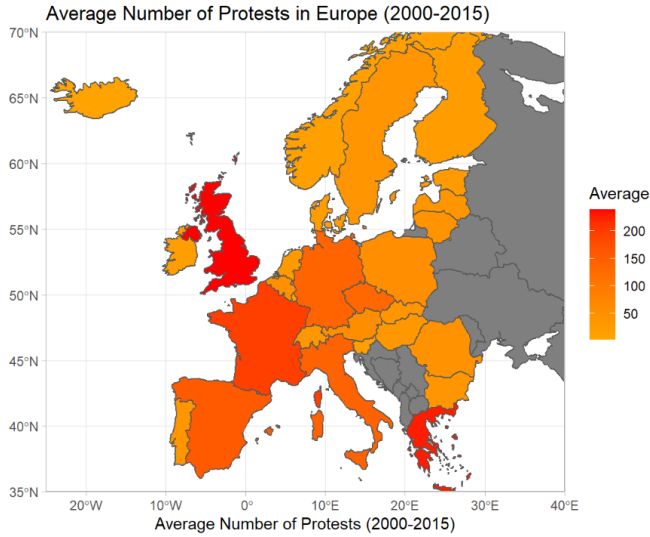 Average Number of Protests in Europe (2000-2015)
70°N
65°N
60°N
55°N
50°N
45°N
40°N
35°N
20°W
10°W
0°
10°E
20°E
30°E
40°E
Average Number of Protests (2000-2015)
Average
200
150
100
50